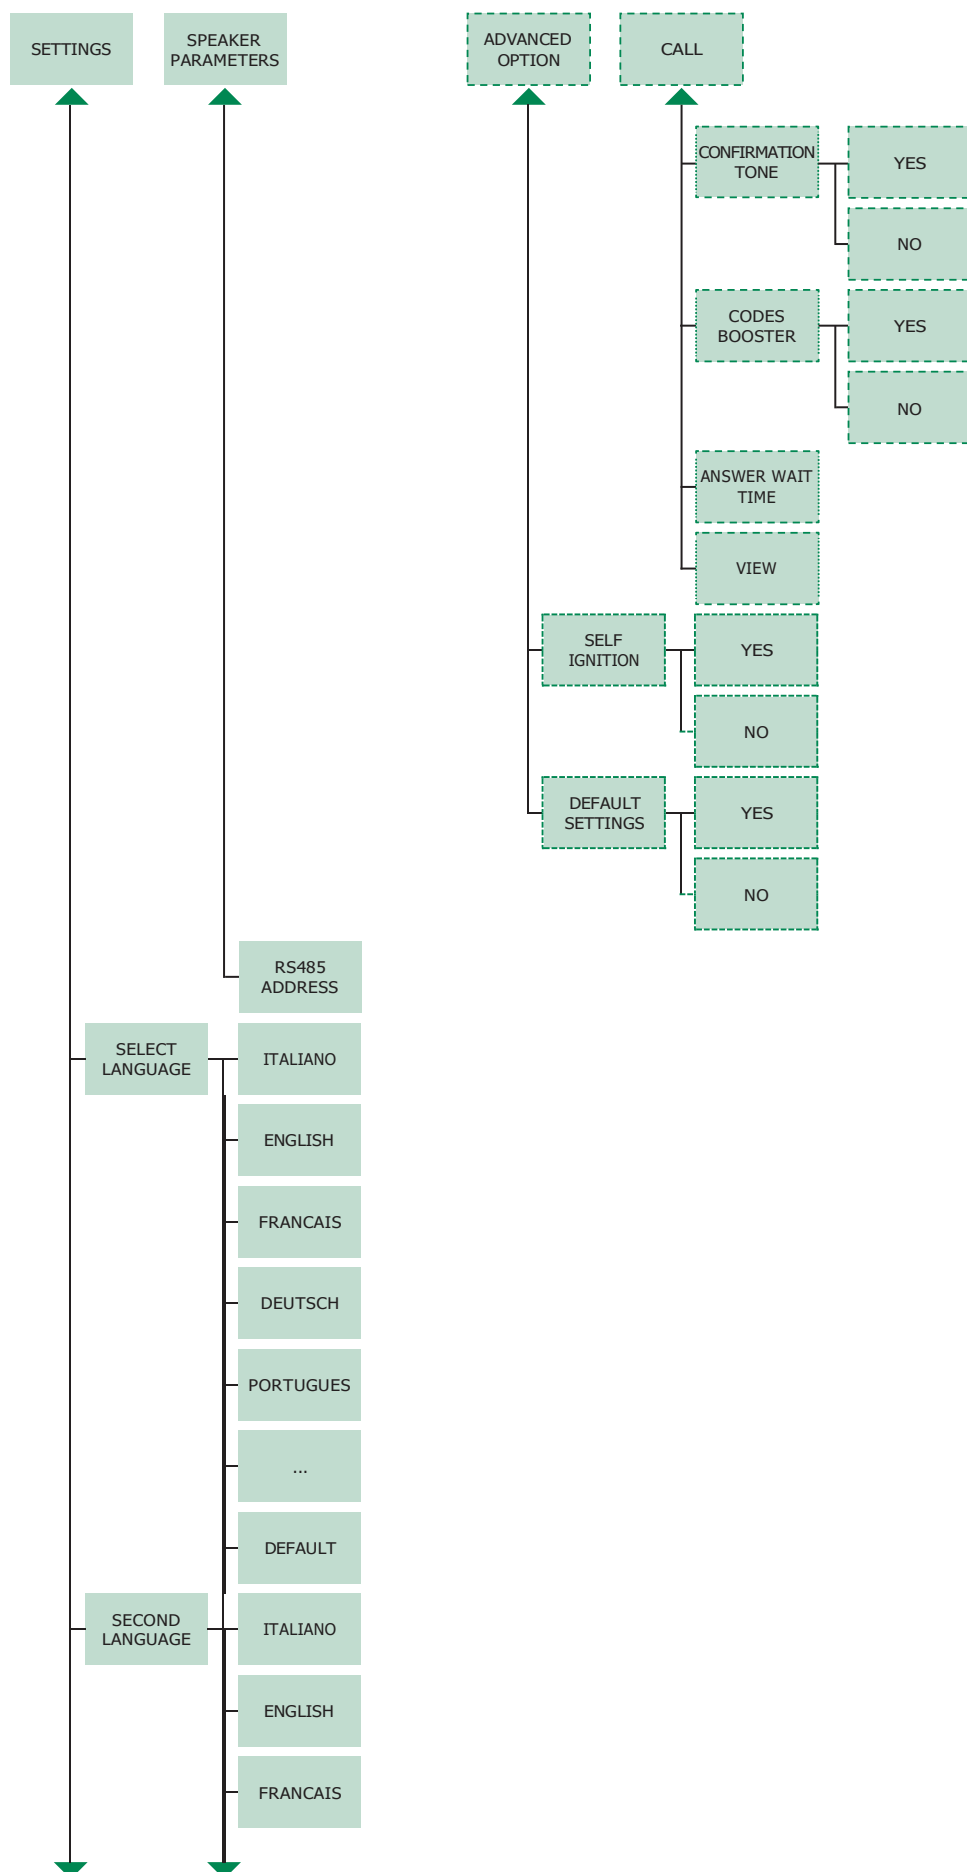 SETTINGS
SPEAKER
PARAMETERS
ADVANCED
OPTION
CALL
CONFIRMATION
TONE
YES
NO
CODES
BOOSTER
YES
NO
ANSWER WAIT
TIME
VIEW
SELF
IGNITION
YES
NO
DEFAULT
SETTINGS
YES
NO
RS485
ADDRESS
SELECT
LANGUAGE
ITALIANO
ENGLISH
FRANCAIS
DEUTSCH
PORTUGUES
...
DEFAULT
SECOND
LANGUAGE
ITALIANO
ENGLISH
FRANCAIS